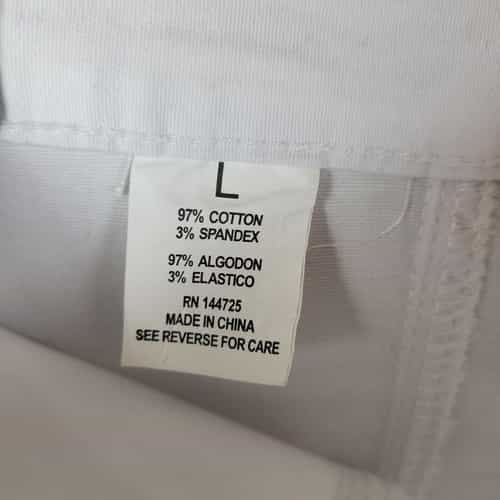 L
97% COTTON
3% SPANDEX
97% ALGODON
3% ELASTICO
RN 144725
MADE IN CHINA
SEE REVERSE FOR CARE